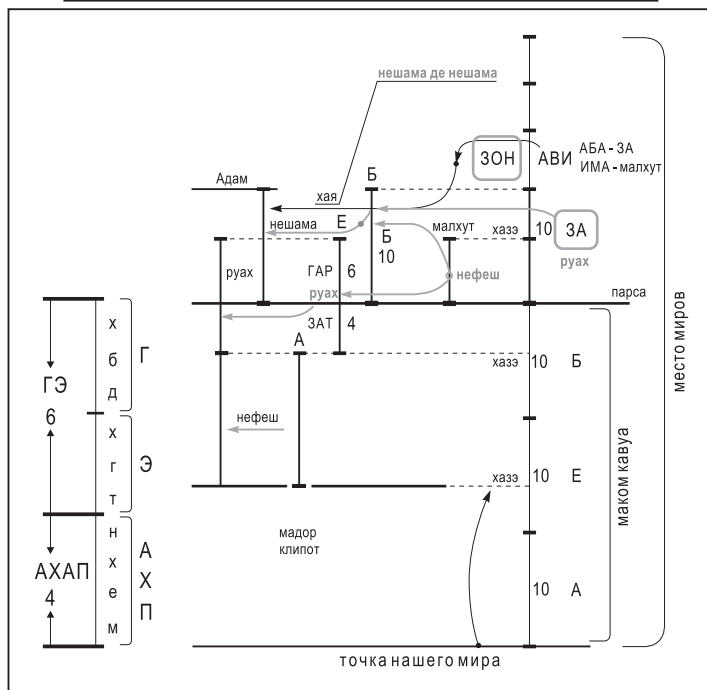 нешама де нешама
ЗОН
АВИ
АБА - ЗА
ИМА - малхут
Адам
Б
хая
нешама
Е
Б
10
малхут
хазэ
10
ЗА
руах
руах
ГАР
6
руах
нефеш
парса
ЗАТ
4
А
хазэ
10
Б
нефеш
хазэ
10
Е
мадор
клипот
10
А
точка нашего мира
место миров
маком кавуа
ГЭ
6
х
б
д
Г
х
г
т
Э
АХАП
4
н
х
е
м
А
Х
П